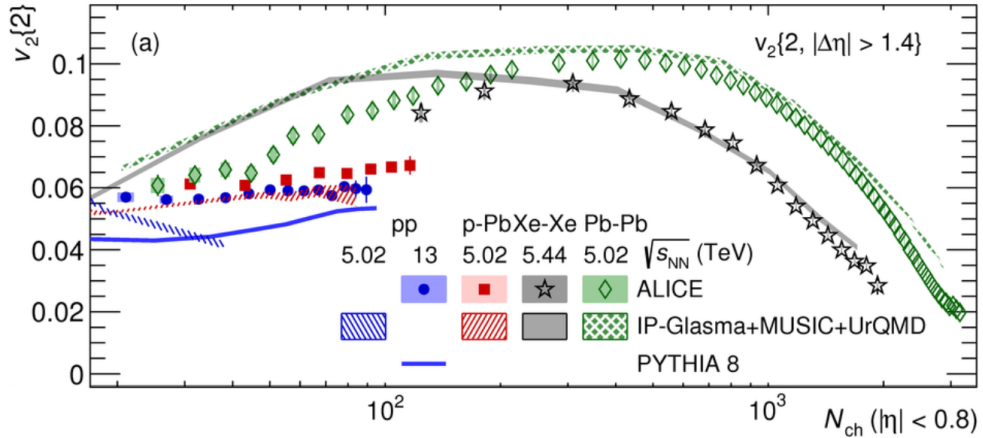 v₂{2}
(a)
v₂{2, |Δη| > 1.4}
0.1
0.08
0.06
0.04
0.02
0
pp p-Pb Xe-Xe Pb-Pb
5.02 13 5.02 5.44 5.02 √s_NN (TeV)
ALICE
IP-Glasma+MUSIC+UrQMD
PYTHIA 8
10² 10³
N_ch (|η| < 0.8)